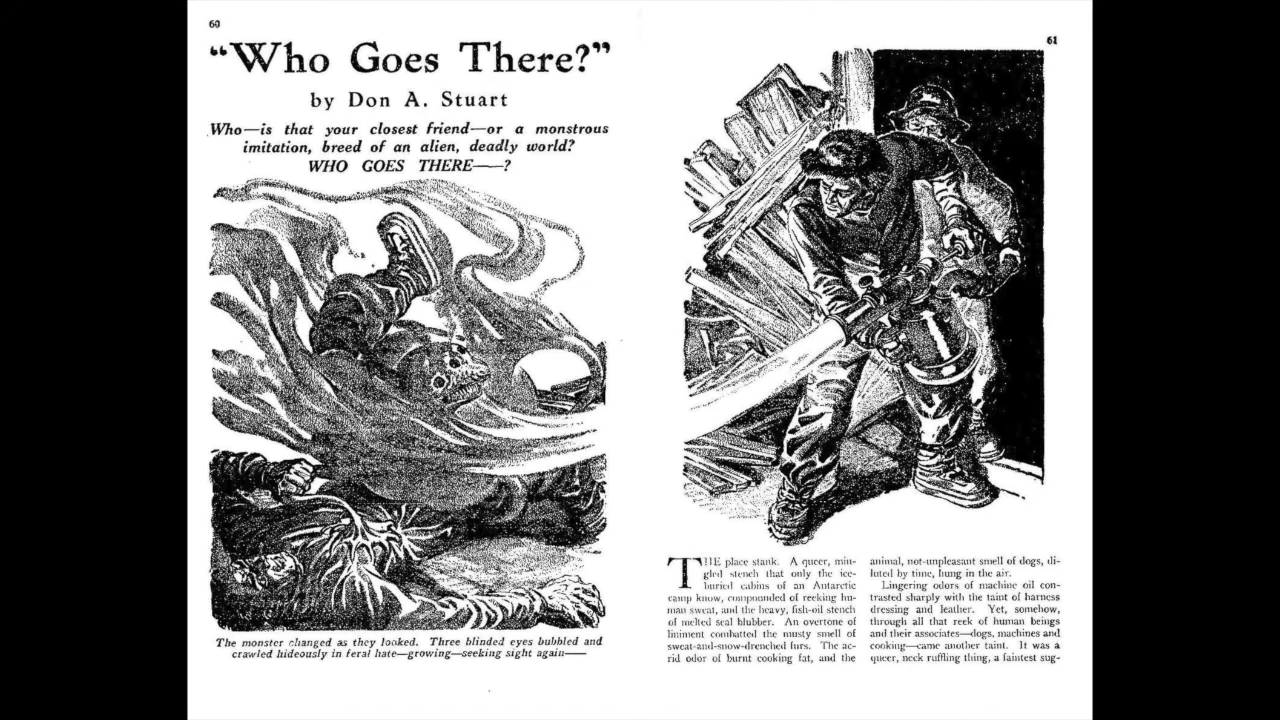 60
“Who Goes There?”
by Don A. Stuart
Who—is that your closest friend—or a monstrous
imitation, breed of an alien, deadly world?
WHO GOES THERE——?
The monster changed as they looked. Three blinded eyes bubbled and
crawled hideously in feral hate—growing—seeking sight again——
61
THE place stank. A queer, min-
gled stench that only the ice-
buried cabins of an Antarctic
camp know, compounded of reeking hu-
man sweat, and the heavy, fish-oil stench
of melted seal blubber. An overtone of
liniment combatted the musty smell of
sweat-and-snow-drenched furs. The ac-
rid odor of burnt cooking fat, and the
animal, not-unpleasant smell of dogs, di-
luted by time, hung in the air.
Lingering odors of machine oil con-
trasted sharply with the taint of harness
dressing and leather. Yet, somehow,
through all that reek of human beings
and their associates—dogs, machines and
cooking—came another taint. It was a
queer, neck ruffling thing, a faintest sug-